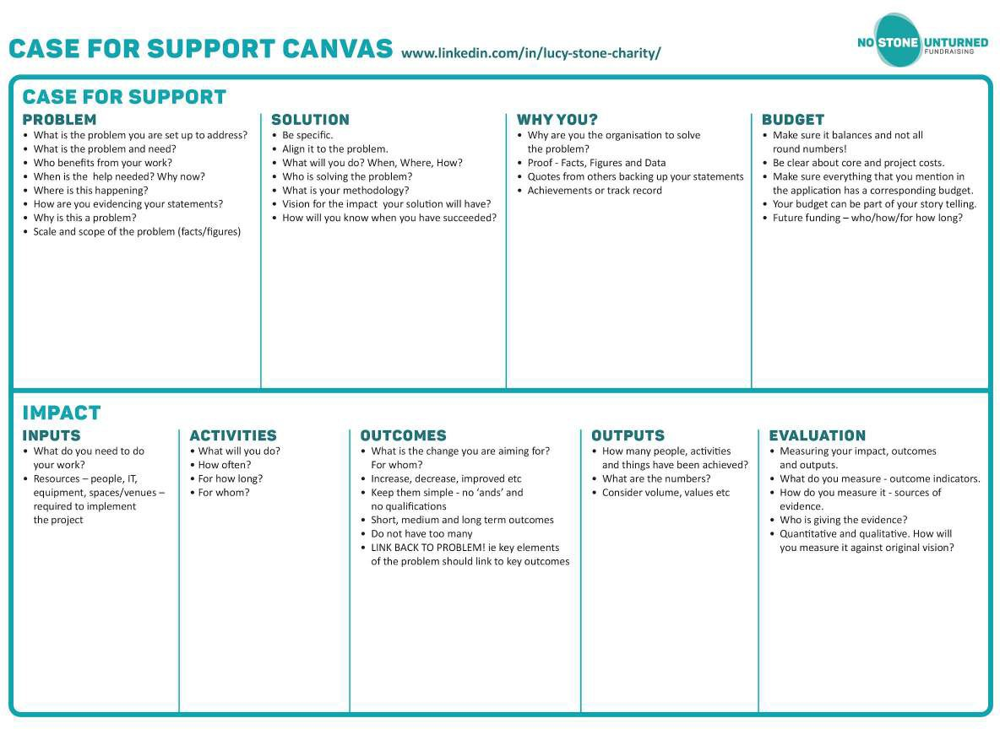 CASE FOR SUPPORT CANVAS www.linkedin.com/in/lucy-stone-charity/
NO STONE UNTURNED
FUNDRAISING
CASE FOR SUPPORT
PROBLEM
• What is the problem you are set up to address?
• What is the problem and need?
• Who benefits from your work?
• When is the  help needed? Why now?
• Where is this happening?
• How are you evidencing your statements?
• Why is this a problem?
• Scale and scope of the problem (facts/figures)
SOLUTION
• Be specific.
• Align it to the problem.
• What will you do? When, Where, How?
• Who is solving the problem?
• What is your methodology?
• Vision for the impact  your solution will have?
• How will you know when you have succeeded?
WHY YOU?
• Why are you the organisation to solve
the problem?
• Proof - Facts, Figures and Data
• Quotes from others backing up your statements
• Achievements or track record
BUDGET
• Make sure it balances and not all
round numbers!
• Be clear about core and project costs.
• Make sure everything that you mention in
the application has a corresponding budget.
• Your budget can be part of your story telling.
• Future funding – who/how/for how long?
IMPACT
INPUTS
• What do you need to do
your work?
• Resources – people, IT,
equipment, spaces/venues –
required to implement
the project
ACTIVITIES
• What will you do?
• How often?
• For how long?
• For whom?
OUTCOMES
• What is the change you are aiming for?
For whom?
• Increase, decrease, improved etc
• Keep them simple - no ‘ands’ and
no qualifications
• Short, medium and long term outcomes
• Do not have too many
• LINK BACK TO PROBLEM! ie key elements
of the problem should link to key outcomes
OUTPUTS
• How many people, activities
and things have been achieved?
• What are the numbers?
• Consider volume, values etc
EVALUATION
• Measuring your impact, outcomes
and outputs.
• What do you measure - outcome indicators.
• How do you measure it - sources of
evidence.
• Who is giving the evidence?
• Quantitative and qualitative. How will
you measure it against original vision?